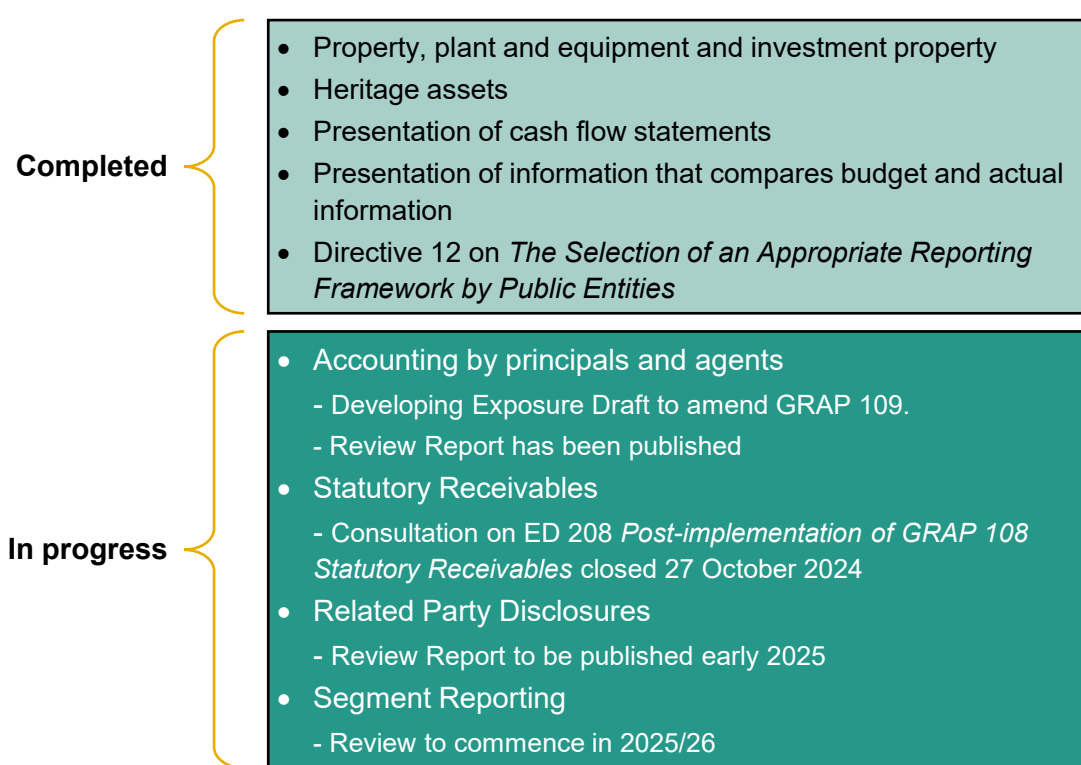 Completed
• Property, plant and equipment and investment property
• Heritage assets
• Presentation of cash flow statements
• Presentation of information that compares budget and actual
information
• Directive 12 on The Selection of an Appropriate Reporting
Framework by Public Entities
In progress
• Accounting by principals and agents
- Developing Exposure Draft to amend GRAP 109.
- Review Report has been published
• Statutory Receivables
- Consultation on ED 208 Post-implementation of GRAP 108
Statutory Receivables closed 27 October 2024
• Related Party Disclosures
- Review Report to be published early 2025
• Segment Reporting
- Review to commence in 2025/26